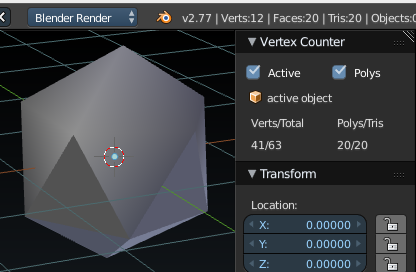 Blender Render v2.77 | Verts:12 | Faces:20 | Tris:20 | Objects:
Vertex Counter
Active Polys
active object
Verts/Total Polys/Tris
41/63 20/20
Transform
Location:
X: 0.00000
Y: 0.00000
Z: 0.00000